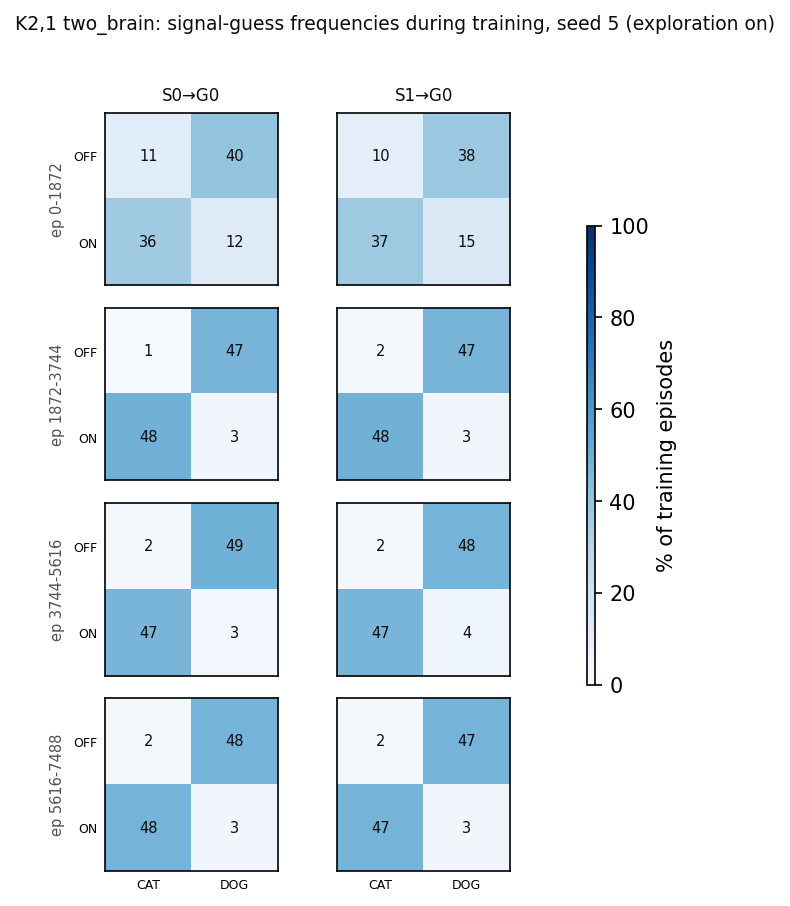 K2,1 two_brain: signal-guess frequencies during training, seed 5 (exploration on)
S0→G0 S1→G0
ep 0-1872
OFF 11 40 10 38
ON 36 12 37 15
ep 1872-3744
OFF 1 47 2 47
ON 48 3 48 3
ep 3744-5616
OFF 2 49 2 48
ON 47 3 47 4
ep 5616-7488
OFF 2 48 2 47
ON 48 3 47 3
CAT DOG CAT DOG
100
80
60
40
20
0
% of training episodes